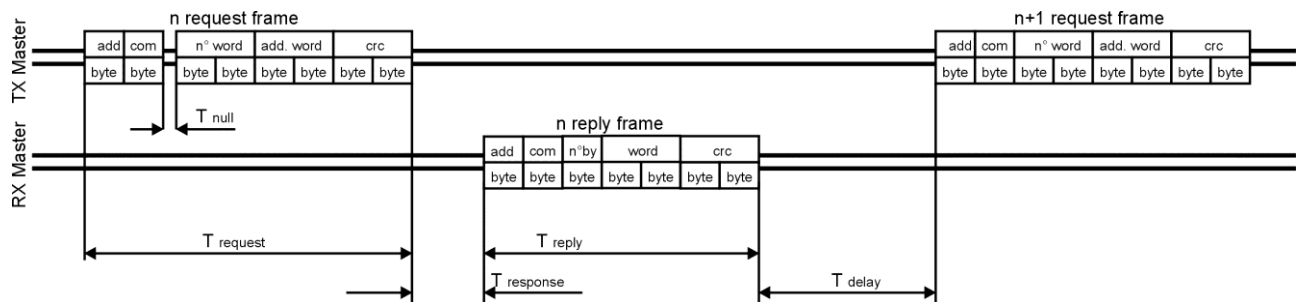 n request frame
n+1 request frame
TX Master
add com n° word add. word crc
add com n° word add. word crc
byte byte byte byte byte byte byte byte
byte byte byte byte byte byte byte byte
T null
n reply frame
RX Master
add com n°by word crc
byte byte byte byte byte byte byte
T request
T reply
T response
T delay